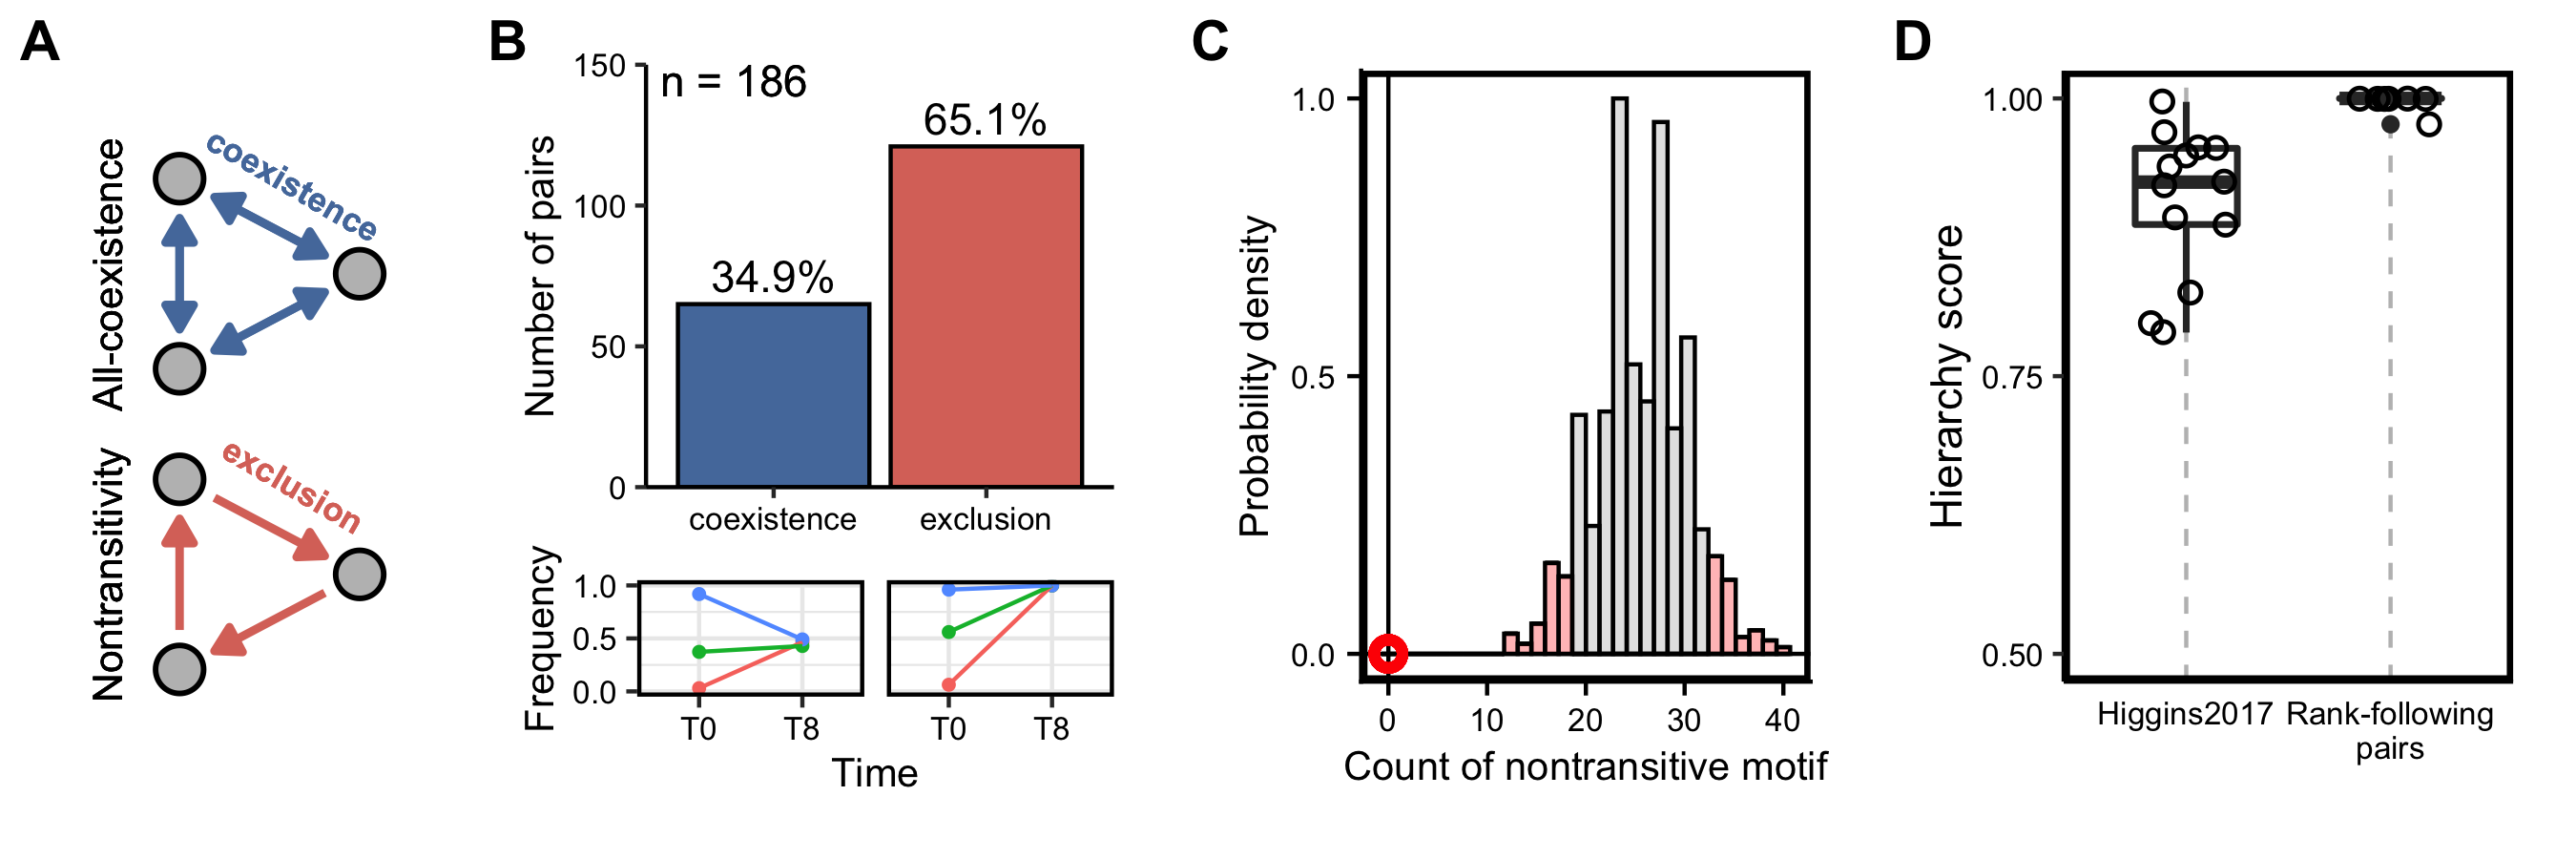 A
All-coexistence
coexistence
Nontransitivity
exclusion
B
Number of pairs
150
100
50
0
n = 186
34.9%
65.1%
coexistence
exclusion
Frequency
1.0
0.5
0.0
T0
T8
T0
T8
Time
C
Probability density
1.0
0.5
0.0
0
10
20
30
40
Count of nontransitive motif
D
Hierarchy score
1.00
0.75
0.50
Higgins2017
Rank-following
pairs